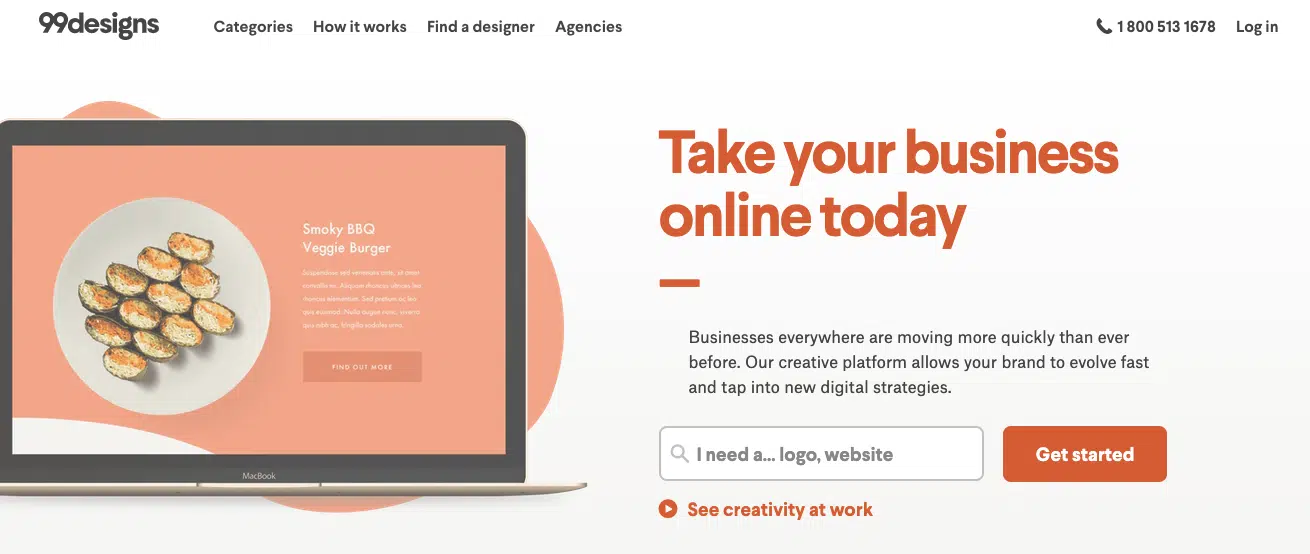 99designs
Categories
How it works
Find a designer
Agencies
1 800 513 1678
Log in
Smoky BBQ
Veggie Burger
FIND OUT MORE
MacBook
Take your business
online today
Businesses everywhere are moving more quickly than ever
before. Our creative platform allows your brand to evolve fast
and tap into new digital strategies.
I need a... logo, website
Get started
See creativity at work